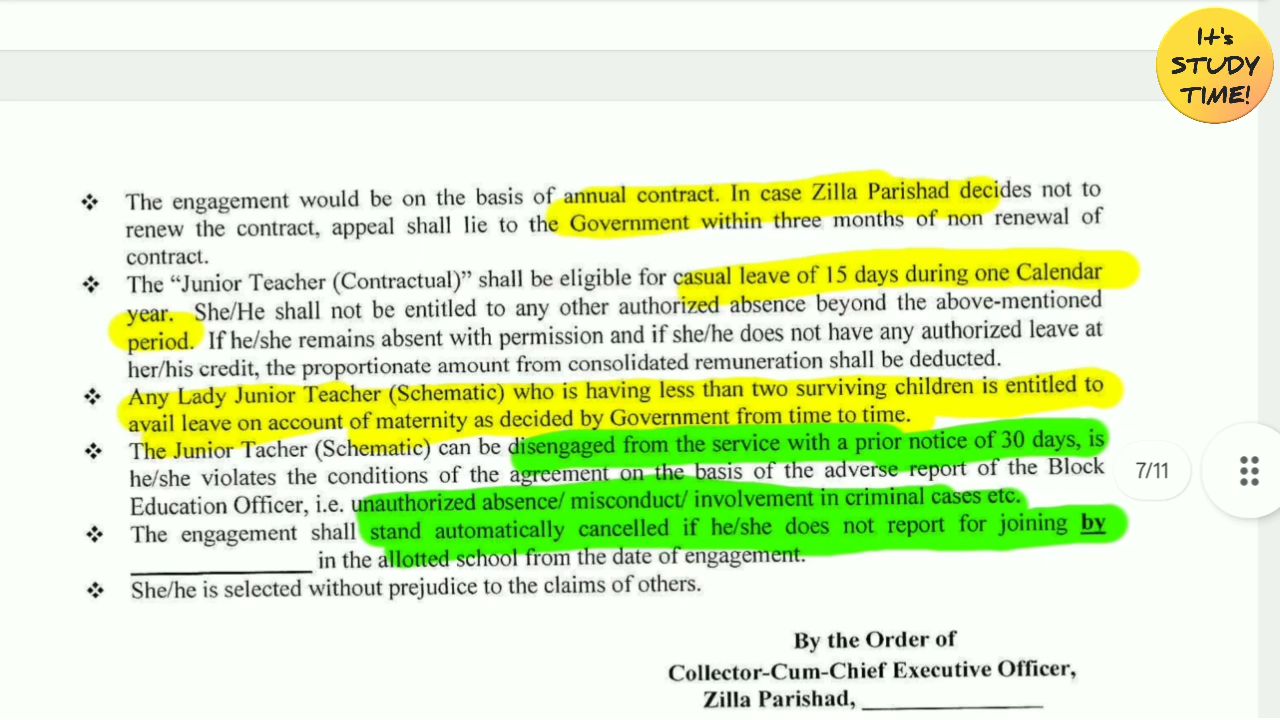 It's
STUDY
TIME!
❖ The engagement would be on the basis of annual contract. In case Zilla Parishad decides not to
renew the contract, appeal shall lie to the Government within three months of non renewal of
contract.
❖ The “Junior Teacher (Contractual)” shall be eligible for casual leave of 15 days during one Calendar
year. She/He shall not be entitled to any other authorized absence beyond the above-mentioned
period. If he/she remains absent with permission and if she/he does not have any authorized leave at
her/his credit, the proportionate amount from consolidated remuneration shall be deducted.
❖ Any Lady Junior Teacher (Schematic) who is having less than two surviving children is entitled to
avail leave on account of maternity as decided by Government from time to time.
❖ The Junior Tacher (Schematic) can be disengaged from the service with a prior notice of 30 days, is
he/she violates the conditions of the agreement on the basis of the adverse report of the Block
Education Officer, i.e. unauthorized absence/ misconduct/ involvement in criminal cases etc.
❖ The engagement shall stand automatically cancelled if he/she does not report for joining by
_______________ in the allotted school from the date of engagement.
❖ She/he is selected without prejudice to the claims of others.
7/11
By the Order of
Collector-Cum-Chief Executive Officer,
Zilla Parishad, _______________